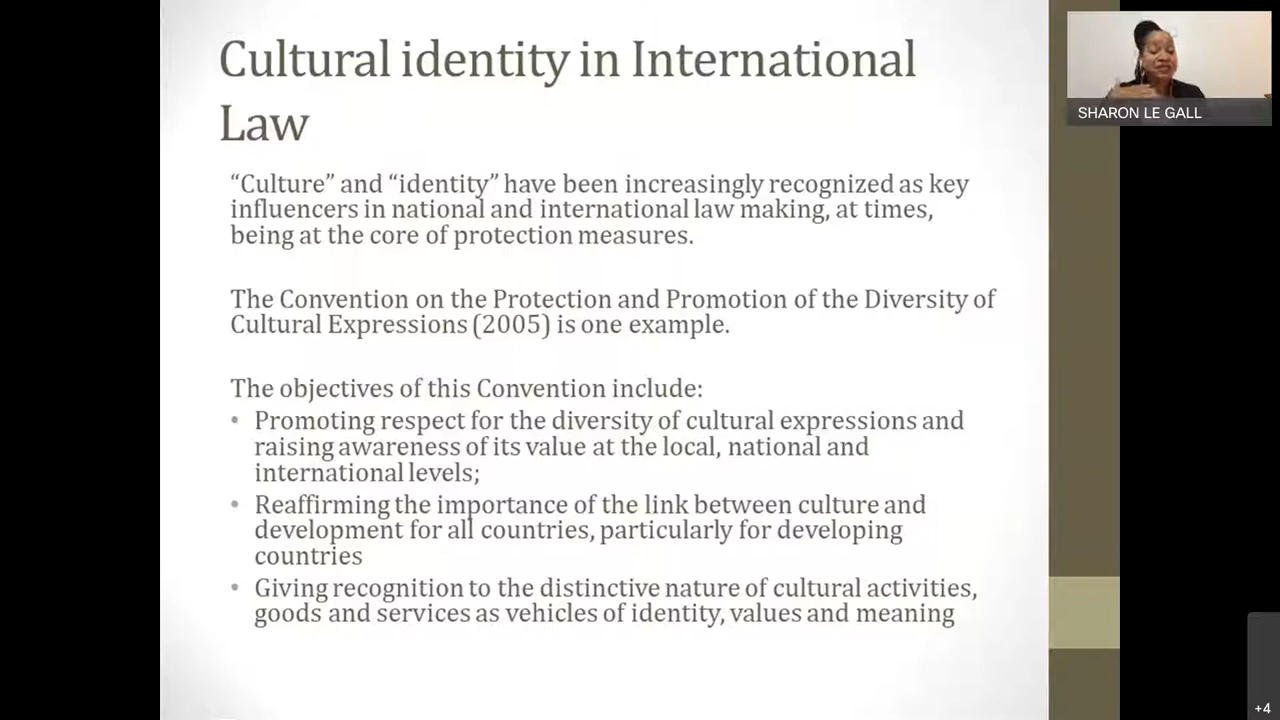 Cultural identity in International
Law
“Culture” and “identity” have been increasingly recognized as key
influencers in national and international law making, at times,
being at the core of protection measures.
The Convention on the Protection and Promotion of the Diversity of
Cultural Expressions (2005) is one example.
The objectives of this Convention include:
• Promoting respect for the diversity of cultural expressions and
raising awareness of its value at the local, national and
international levels;
• Reaffirming the importance of the link between culture and
development for all countries, particularly for developing
countries
• Giving recognition to the distinctive nature of cultural activities,
goods and services as vehicles of identity, values and meaning
SHARON LE GALL
+4